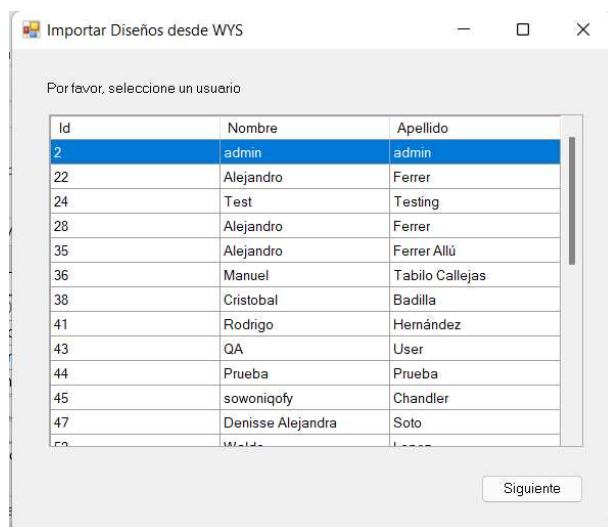 Importar Diseños desde WYS
Por favor, seleccione un usuario
Id Nombre Apellido
2 admin admin
22 Alejandro Ferrer
24 Test Testing
28 Alejandro Ferrer
35 Alejandro Ferrer Allú
36 Manuel Tabilo Callejas
38 Cristobal Badilla
41 Rodrigo Hernández
43 QA User
44 Prueba Prueba
45 sowoniqofy Chandler
47 Denisse Alejandra Soto
Siguiente